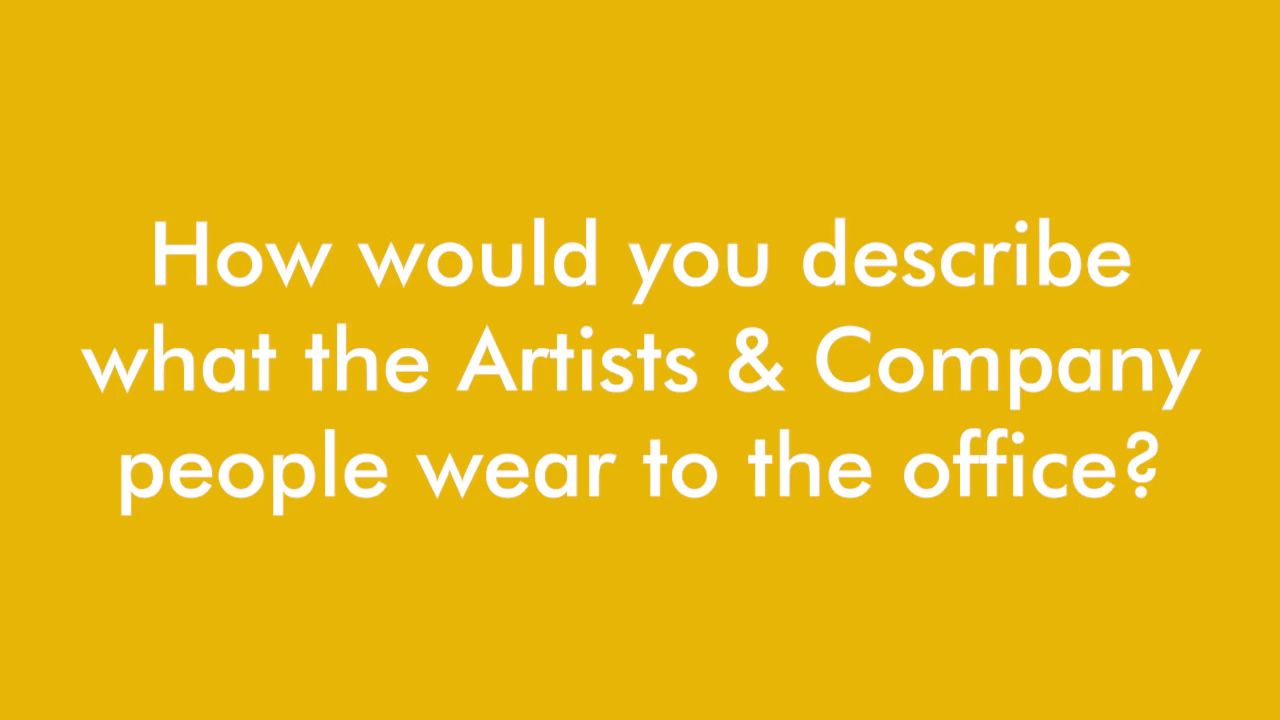 How would you describe
what the Artists & Company
people wear to the office?